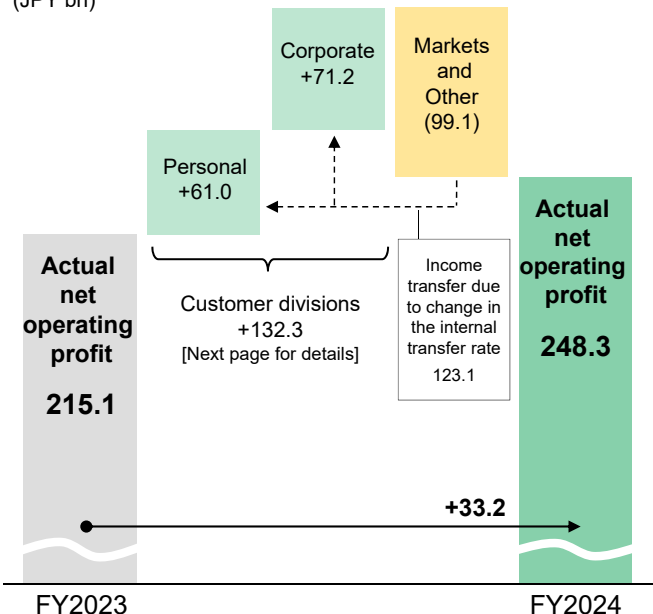 (JPY bn)
Corporate
+71.2
Markets
and
Other
(99.1)
Personal
+61.0
Actual
net
operating
profit
215.1
Customer divisions
+132.3
[Next page for details]
Income
transfer due
to change in
the internal
transfer rate
123.1
Actual
net
operating
profit
248.3
+33.2
FY2023
FY2024